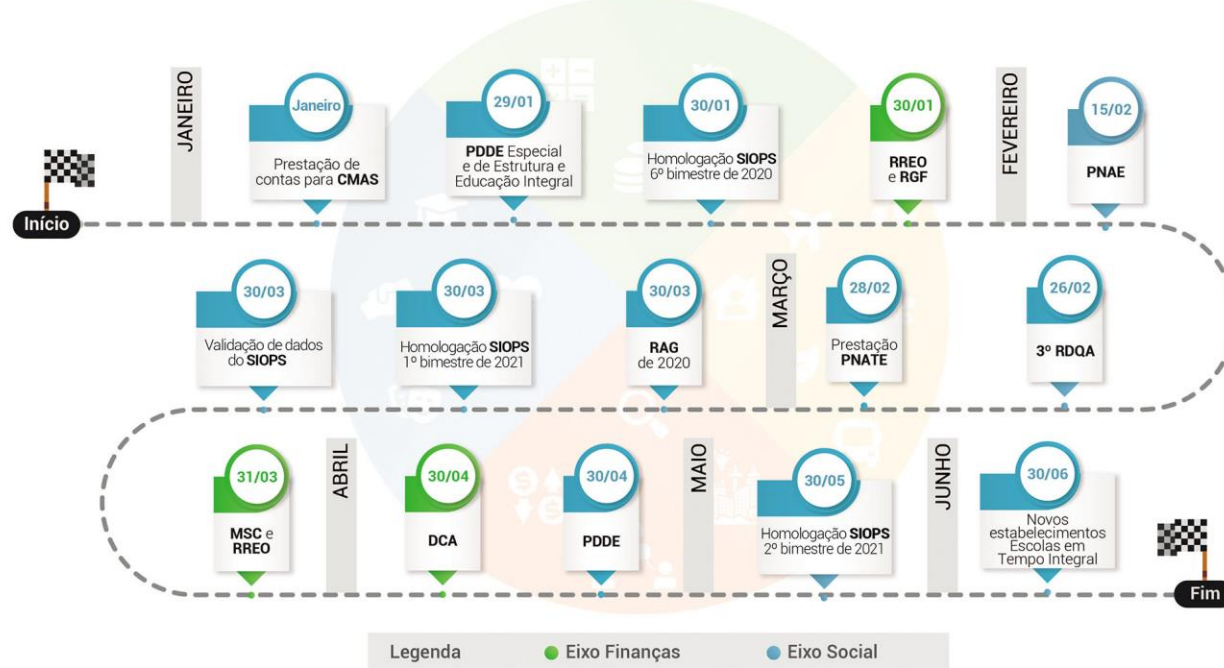 Início
JANEIRO
Janeiro
Prestação de
contas para CMAS
29/01
PDDE Especial
e de Estrutura e
Educação Integral
30/01
Homologação SIOPS
6º bimestre de 2020
30/01
RREO
e RGF
FEVEREIRO
15/02
PNAE
26/02
3º RDQA
28/02
Prestação
PNATE
MARÇO
30/03
RAG
de 2020
30/03
Homologação SIOPS
1º bimestre de 2021
30/03
Validação de dados
do SIOPS
31/03
MSC e
RREO
ABRIL
30/04
DCA
30/04
PDDE
MAIO
30/05
Homologação SIOPS
2º bimestre de 2021
JUNHO
30/06
Novos
estabelecimentos
Escolas em
Tempo Integral
Fim
Legenda
Eixo Finanças
Eixo Social